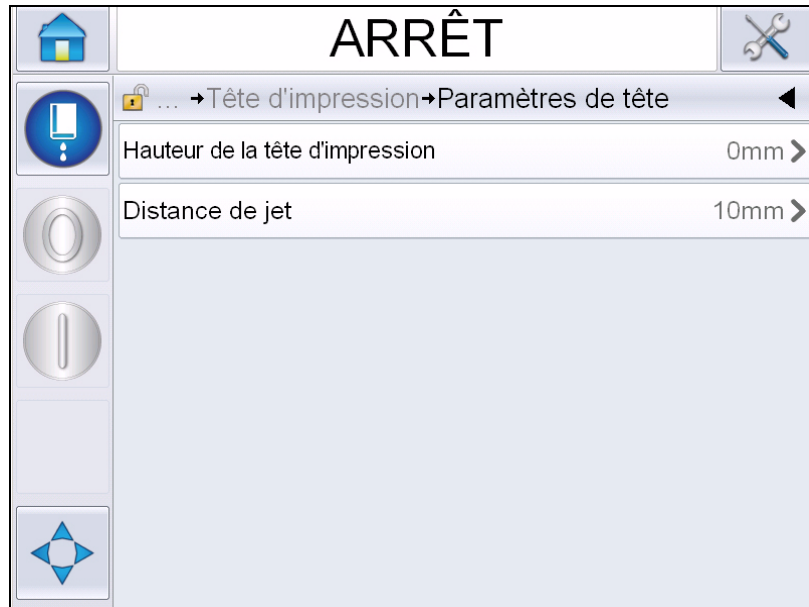 ARRÊT
... →Tête d'impression→Paramètres de tête
Hauteur de la tête d'impression 0mm
Distance de jet 10mm